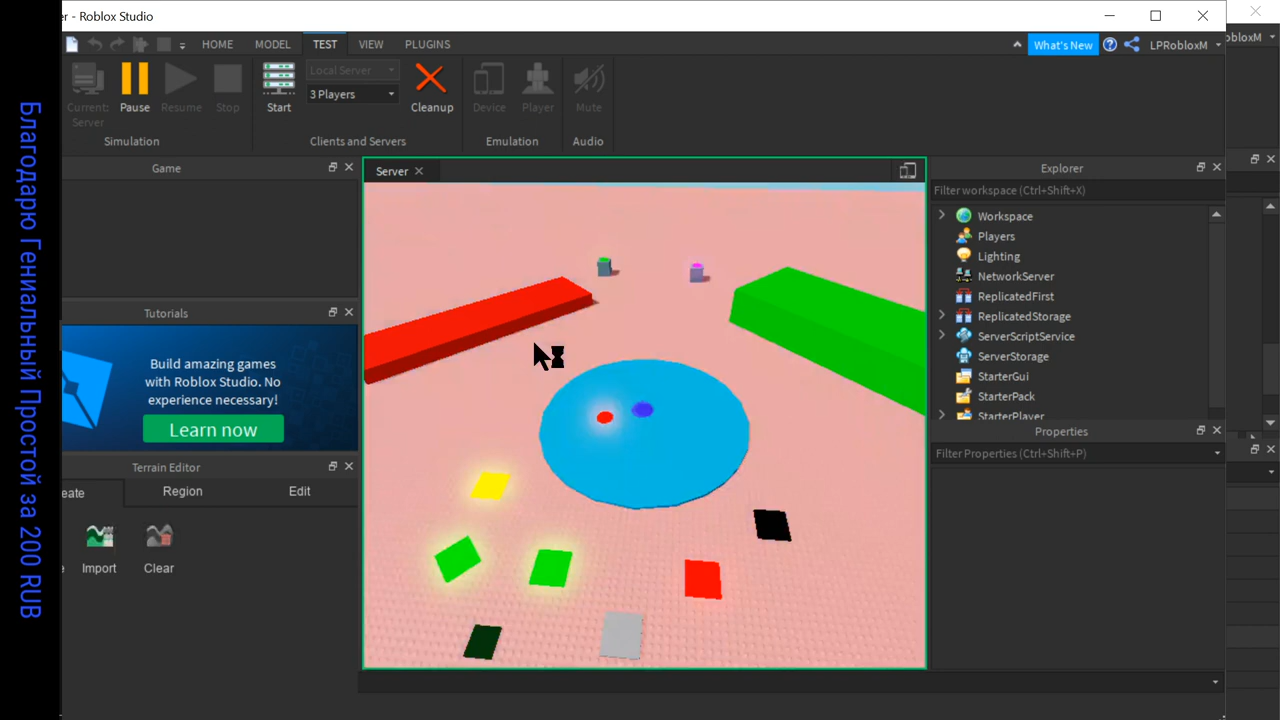 er - Roblox Studio
HOME MODEL TEST VIEW PLUGINS
What's New
LPRobloxM
obloxM
Current:
Server
Pause
Resume
Stop
Start
Local Server
3 Players
Cleanup
Device
Player
Mute
Simulation
Clients and Servers
Emulation
Audio
Game
Server
Explorer
Filter workspace (Ctrl+Shift+X)
Workspace
Players
Lighting
NetworkServer
ReplicatedFirst
ReplicatedStorage
ServerScriptService
ServerStorage
StarterGui
StarterPack
StarterPlayer
Tutorials
Build amazing games
with Roblox Studio. No
experience necessary!
Learn now
Properties
Filter Properties (Ctrl+Shift+P)
Terrain Editor
eate Region Edit
e Import Clear
Благодарю Гениальный Простой за 200 RUB